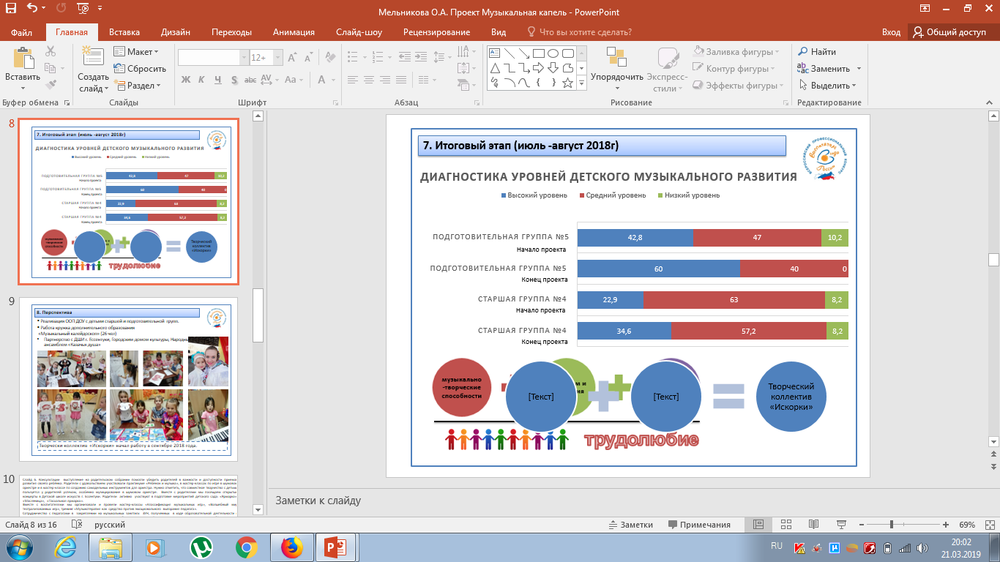 Мельникова О.А. Проект Музыкальная капель - PowerPoint
Файл
Главная
Вставка
Дизайн
Переходы
Анимация
Слайд-шоу
Рецензирование
Вид
Что вы хотите сделать?
Вход
Общий доступ
Вставить
Создать слайд
Макет
Сбросить
Раздел
12+
Ж К Ч S abc AV Aa А
Упорядочить
Экспресс-стили
Заливка фигуры
Контур фигуры
Эффекты фигуры
Найти
Заменить
Выделить
Буфер обмена
Слайды
Шрифт
Абзац
Рисование
Редактирование
8
7. Итоговый этап (июль -август 2018г)
ДИАГНОСТИКА УРОВНЕЙ ДЕТСКОГО МУЗЫКАЛЬНОГО РАЗВИТИЯ
Высокий уровень Средний уровень Низкий уровень
ПОДГОТОВИТЕЛЬНАЯ ГРУППА №5 42,8 47 10,2
Начало проекта
ПОДГОТОВИТЕЛЬНАЯ ГРУППА №5 60 40 0
Конец проекта
СТАРШАЯ ГРУППА №4 22,9 63 8,2
Начало проекта
СТАРШАЯ ГРУППА №4 34,6 57,2 8,2
Конец проекта
музыкально
-творческие
способности
Творческий
коллектив
«Искорки»
трудолюбие
9
8. Перспектива
Реализация ООП ДОУ с детьми старшей и подготовительной групп.
Работа кружка дополнительного образования
«Музыкальный калейдоскоп» (26 чел)
Партнерство с ДШИ г. Ессентуки, Городским домом культуры, Народным
ансамблем «Казачья душа»
Творчески коллектив «Искорки» начал работу в сентябре 2018 года.
10
7. Итоговый этап (июль -август 2018г)
ВСЕРОССИЙСКИЙ ПРОФЕССИОНАЛЬНЫЙ КОНКУРС
Воспитатель года России
ДИАГНОСТИКА УРОВНЕЙ ДЕТСКОГО МУЗЫКАЛЬНОГО РАЗВИТИЯ
Высокий уровень Средний уровень Низкий уровень
ПОДГОТОВИТЕЛЬНАЯ ГРУППА №5 42,8 47 10,2
Начало проекта
ПОДГОТОВИТЕЛЬНАЯ ГРУППА №5 60 40 0
Конец проекта
СТАРШАЯ ГРУППА №4 22,9 63 8,2
Начало проекта
СТАРШАЯ ГРУППА №4 34,6 57,2 8,2
Конец проекта
музыкально
-творческие
способности
[Текст]
[Текст]
Творческий
коллектив
«Искорки»
трудолюбие
Заметки к слайду
Слайд 8 из 16
русский
Заметки
Примечания
69%
RU
20:02
21.03.2019